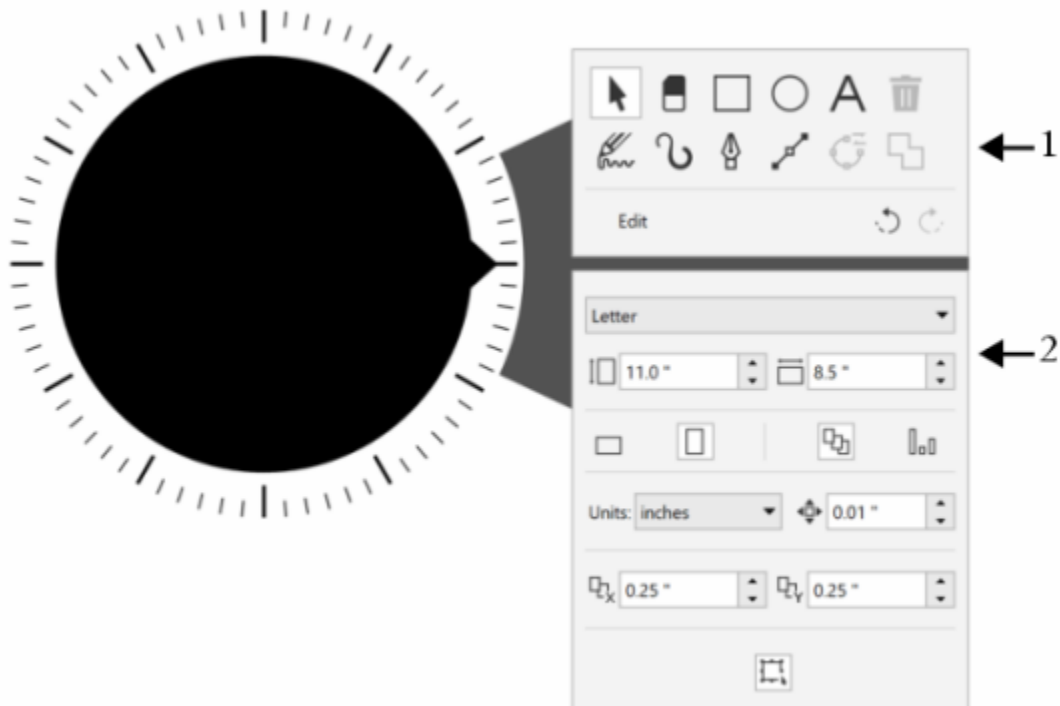 A
1
Edit
Letter
2
11.0 " 8.5 "
Units: inches 0.01 "
X 0.25 " Y 0.25 "